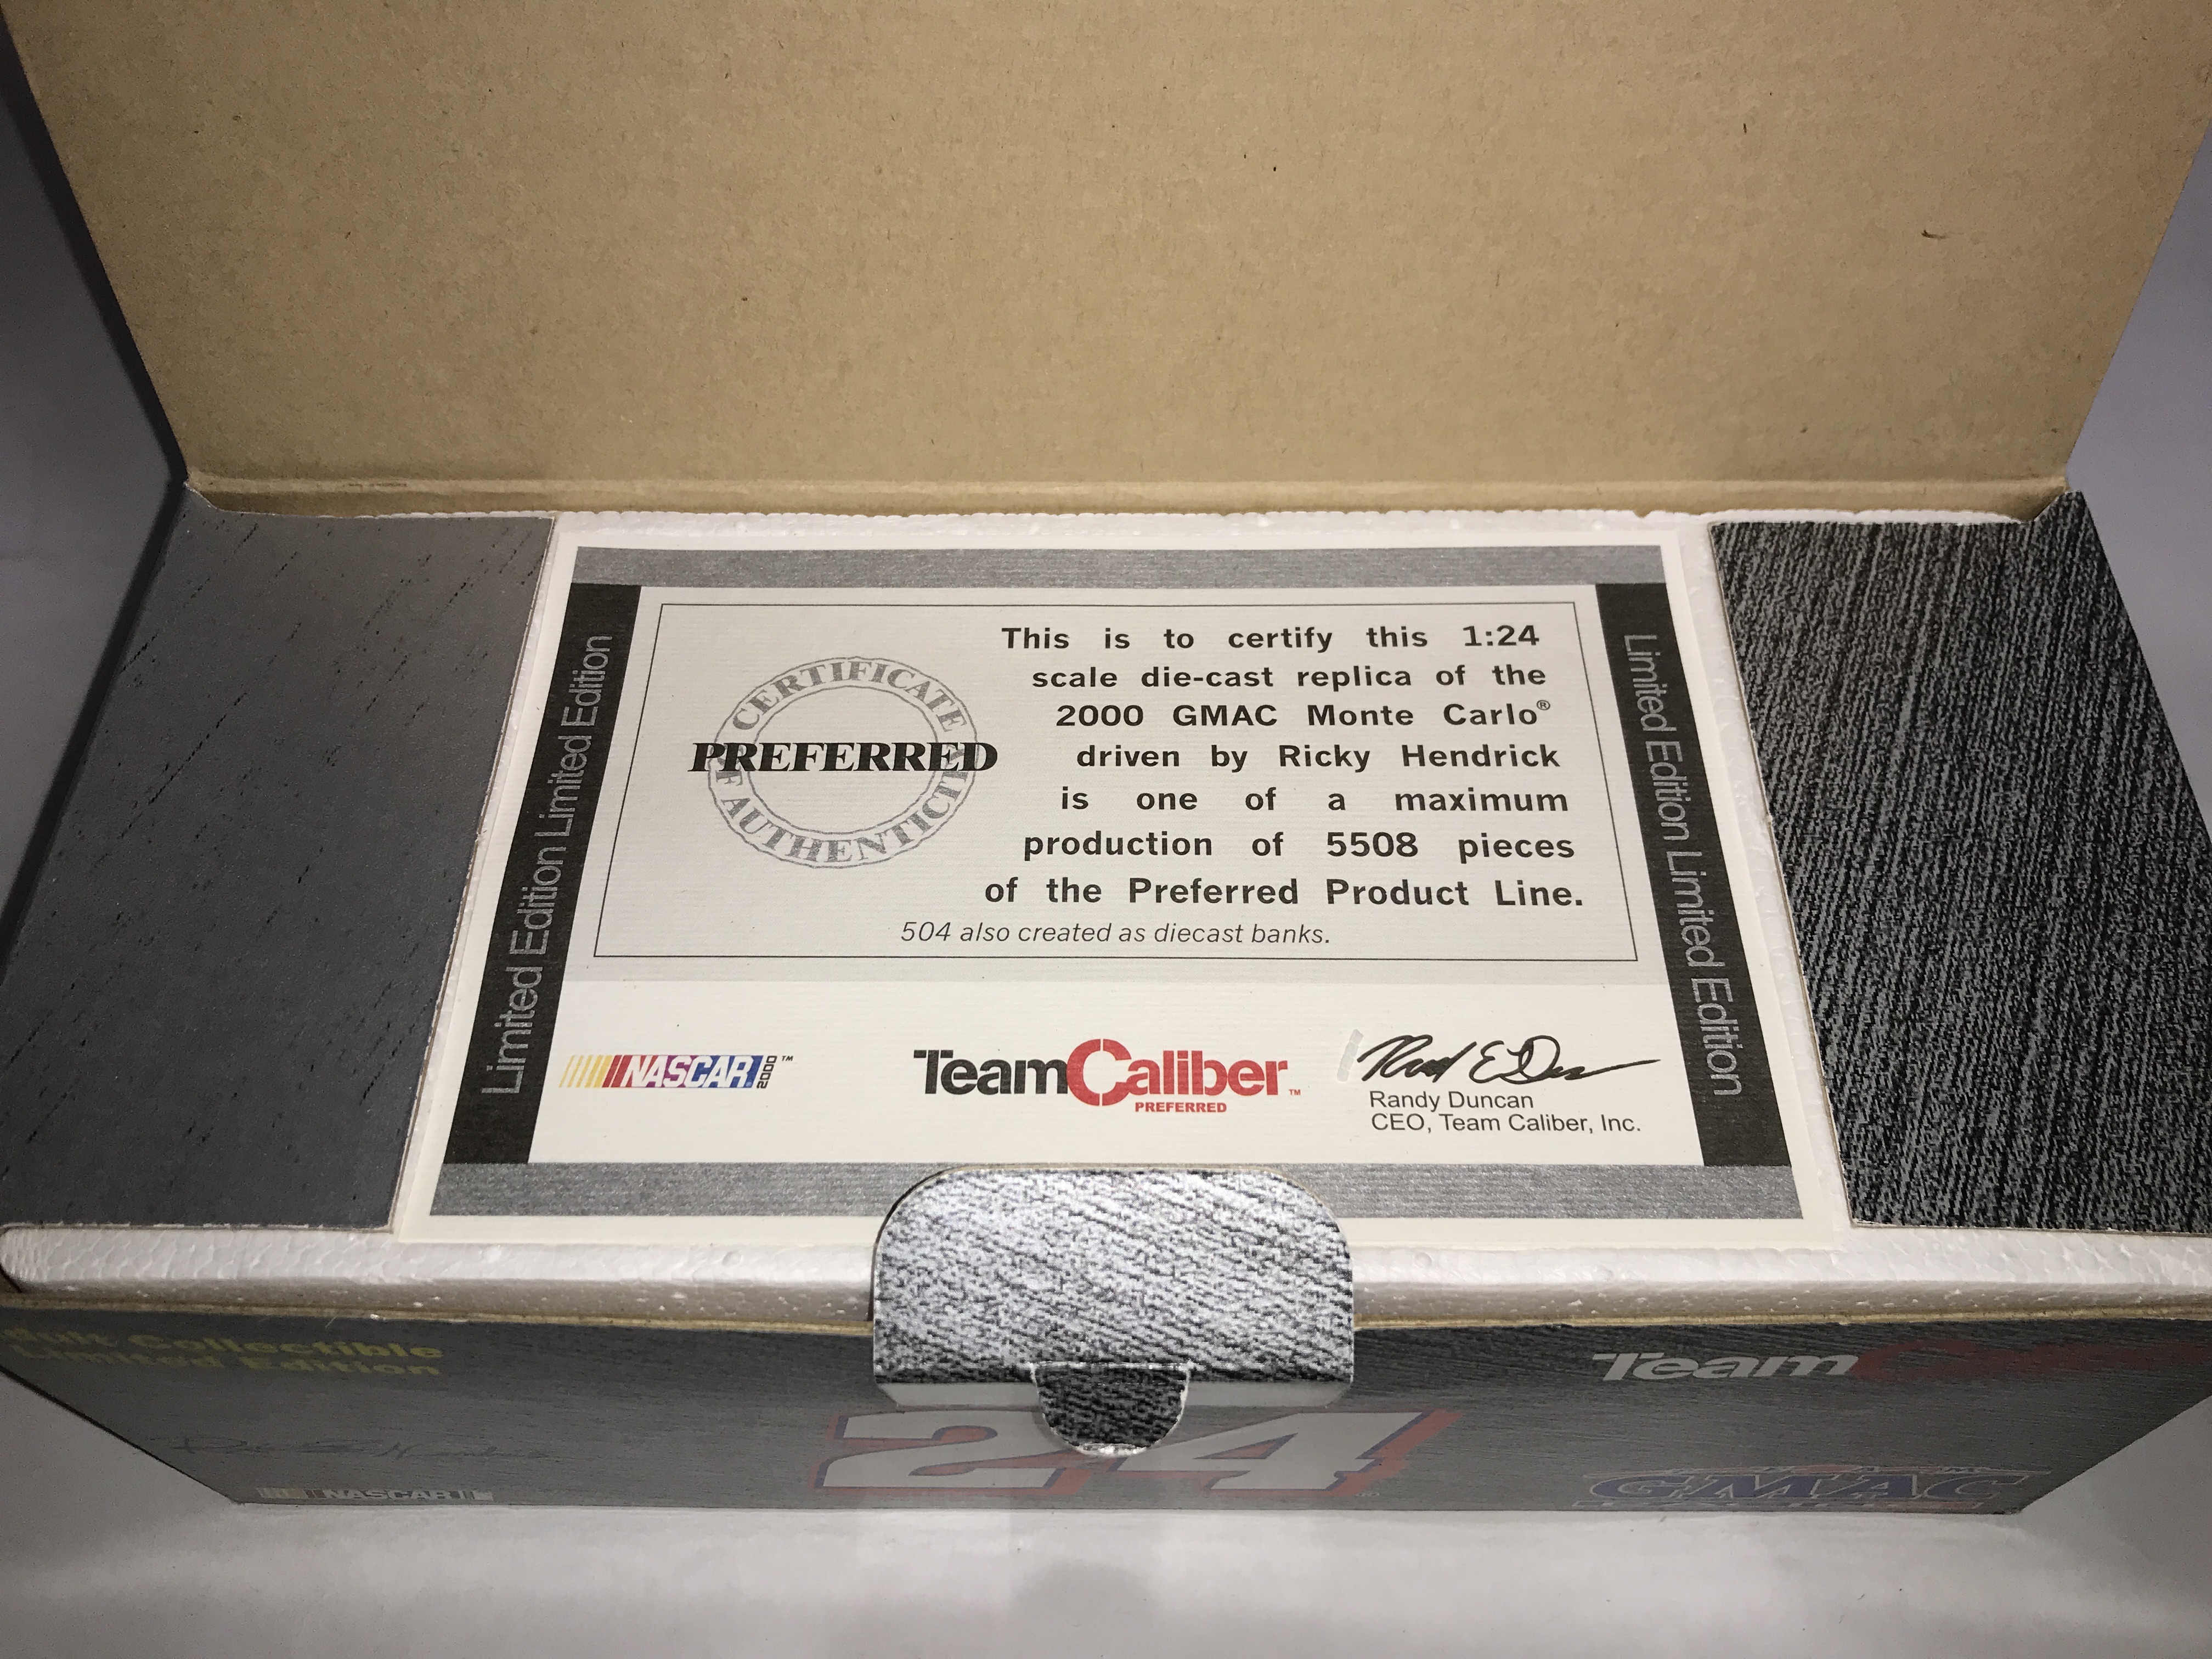 Limited Edition Limited Edition
CERTIFICATE
PREFERRED
OF AUTHENTICITY
This is to certify this 1:24
scale die-cast replica of the
2000 GMAC Monte Carlo®
driven by Ricky Hendrick
is one of a maximum
production of 5508 pieces
of the Preferred Product Line.
504 also created as diecast banks.
Limited Edition Limited Edition
NASCAR 2000 ™
TeamCaliber™
PREFERRED
Randy Duncan
CEO, Team Caliber, Inc.
Collectible
Limited Edition
Team
24
NASCAR
GMAC